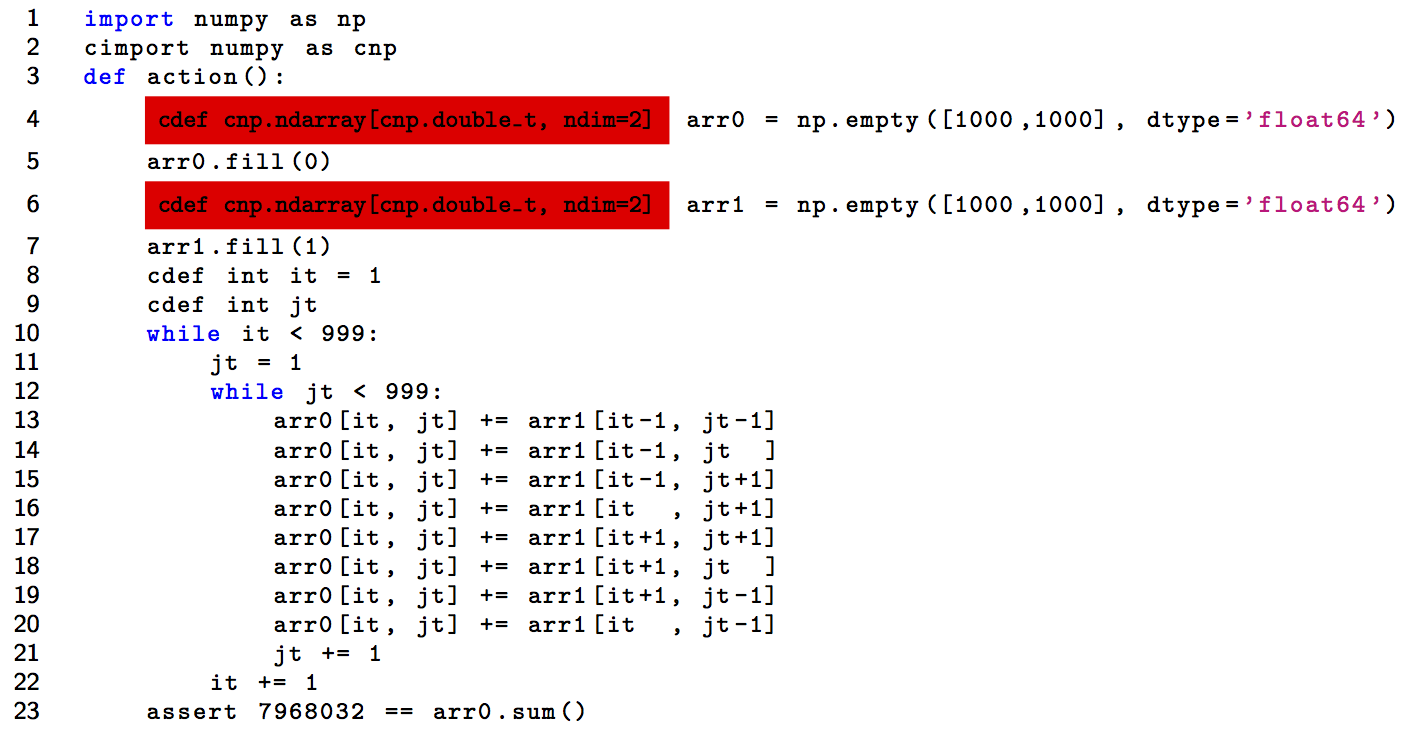 1 import numpy as np
2 cimport numpy as cnp
3 def action():
4 cdef cnp.ndarray[cnp.double_t, ndim=2] arr0 = np.empty([1000,1000], dtype='float64')
5 arr0.fill(0)
6 cdef cnp.ndarray[cnp.double_t, ndim=2] arr1 = np.empty([1000,1000], dtype='float64')
7 arr1.fill(1)
8 cdef int it = 1
9 cdef int jt
10 while it < 999:
11 jt = 1
12 while jt < 999:
13 arr0[it, jt] += arr1[it-1, jt-1]
14 arr0[it, jt] += arr1[it-1, jt  ]
15 arr0[it, jt] += arr1[it-1, jt+1]
16 arr0[it, jt] += arr1[it  , jt+1]
17 arr0[it, jt] += arr1[it+1, jt+1]
18 arr0[it, jt] += arr1[it+1, jt  ]
19 arr0[it, jt] += arr1[it+1, jt-1]
20 arr0[it, jt] += arr1[it  , jt-1]
21 jt += 1
22 it += 1
23 assert 7968032 == arr0.sum()